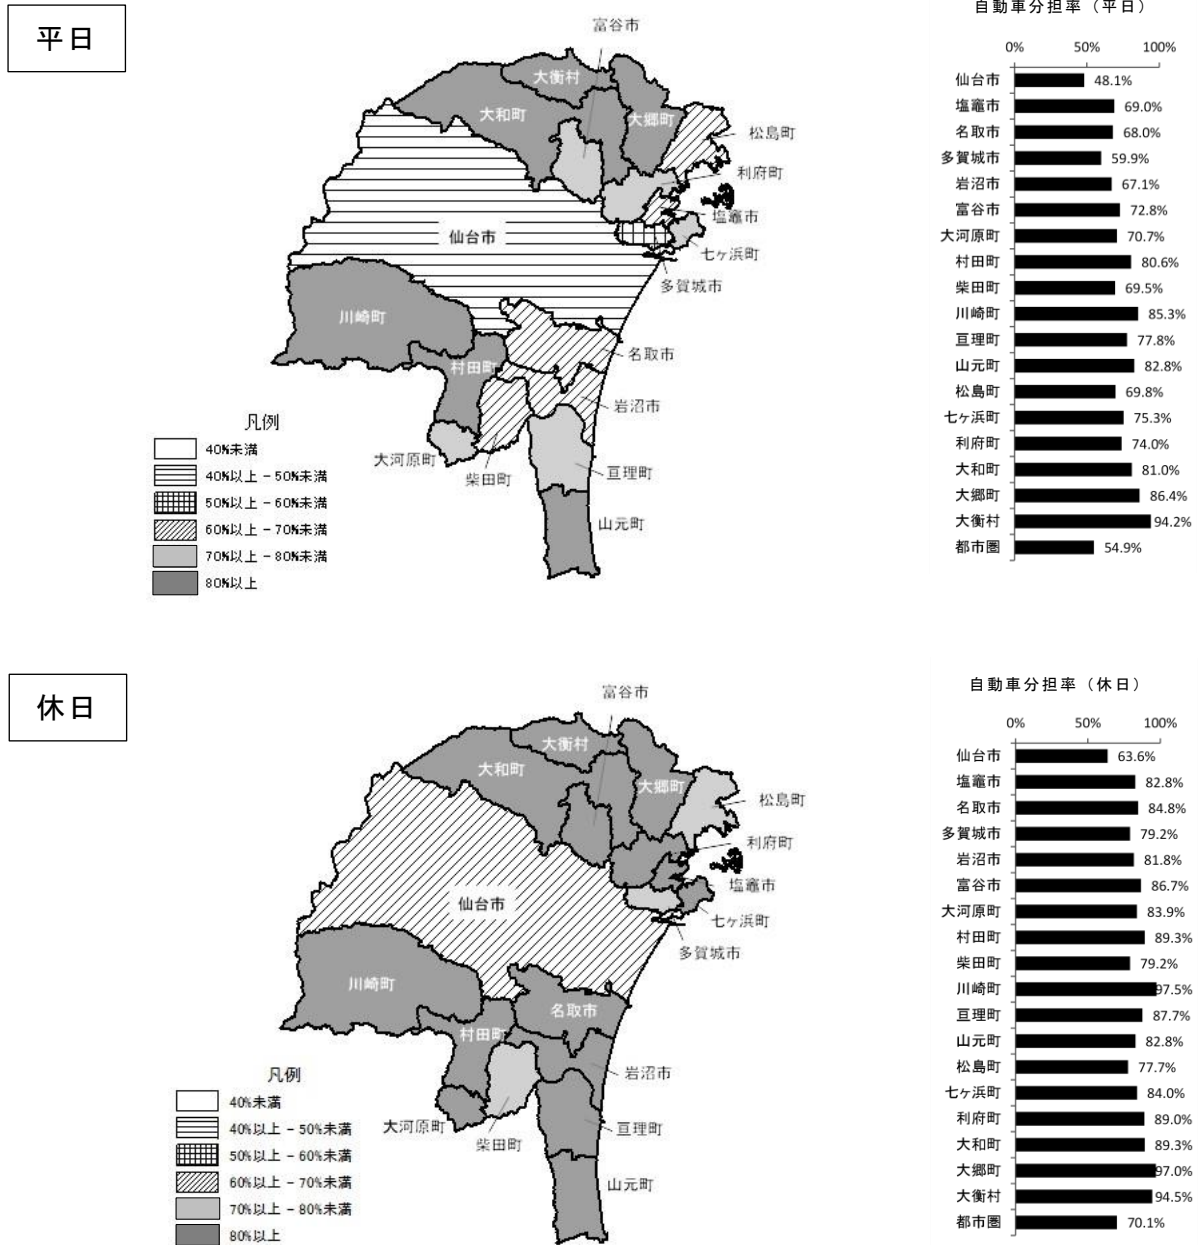 平日
富谷市
大衡村
大和町
大郷町
松島町
利府町
塩竈市
仙台市
七ヶ浜町
多賀城市
川崎町
名取市
村田町
岩沼市
大河原町
柴田町
亘理町
山元町
凡例
40%未満
40%以上－50%未満
50%以上－60%未満
60%以上－70%未満
70%以上－80%未満
80%以上
自動車分担率（平日）
0% 50% 100%
仙台市 48.1%
塩竈市 69.0%
名取市 68.0%
多賀城市 59.9%
岩沼市 67.1%
富谷市 72.8%
大河原町 70.7%
村田町 80.6%
柴田町 69.5%
川崎町 85.3%
亘理町 77.8%
山元町 82.8%
松島町 69.8%
七ヶ浜町 75.3%
利府町 74.0%
大和町 81.0%
大郷町 86.4%
大衡村 94.2%
都市圏 54.9%
休日
富谷市
大衡村
大和町
大郷町
松島町
利府町
塩竈市
仙台市
七ヶ浜町
多賀城市
川崎町
名取市
村田町
岩沼市
大河原町
柴田町
亘理町
山元町
凡例
40%未満
40%以上－50%未満
50%以上－60%未満
60%以上－70%未満
70%以上－80%未満
80%以上
自動車分担率（休日）
0% 50% 100%
仙台市 63.6%
塩竈市 82.8%
名取市 84.8%
多賀城市 79.2%
岩沼市 81.8%
富谷市 86.7%
大河原町 83.9%
村田町 89.3%
柴田町 79.2%
川崎町 97.5%
亘理町 87.7%
山元町 82.8%
松島町 77.7%
七ヶ浜町 84.0%
利府町 89.0%
大和町 89.3%
大郷町 97.0%
大衡村 94.5%
都市圏 70.1%